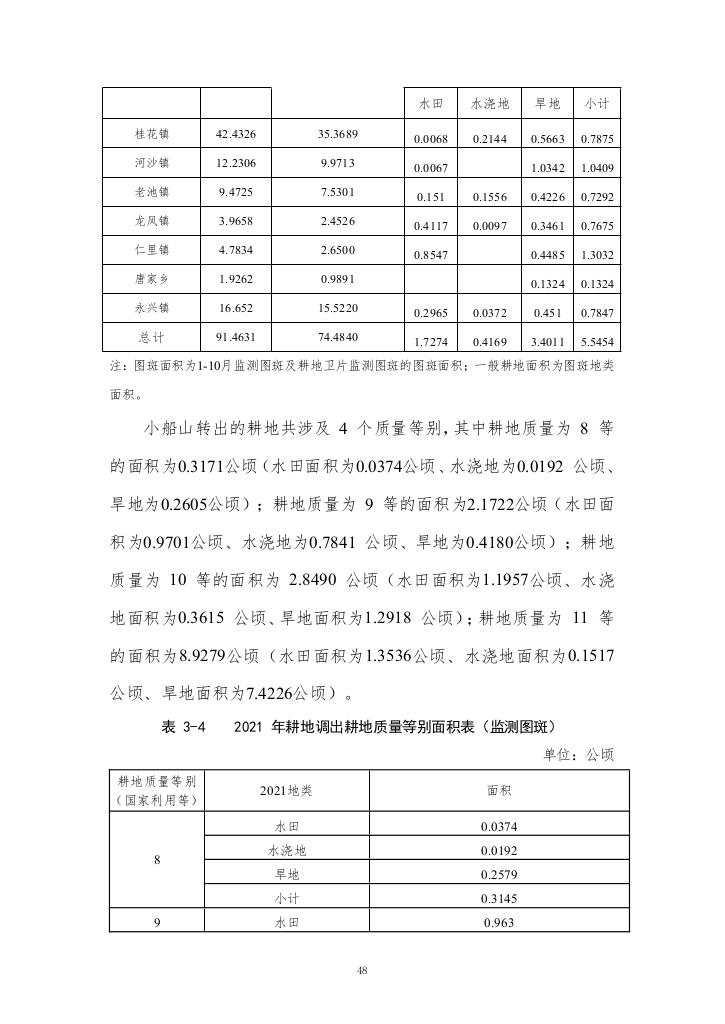 水田 水浇地 旱地 小计
桂花镇 42.4326 35.3689 0.0068 0.2144 0.5663 0.7875
河沙镇 12.2306 9.9713 0.0067 1.0342 1.0409
老池镇 9.4725 7.5301 0.151 0.1556 0.4226 0.7292
龙凤镇 3.9658 2.4526 0.4117 0.0097 0.3461 0.7675
仁里镇 4.7834 2.6500 0.8547 0.4485 1.3032
唐家乡 1.9262 0.9891 0.1324 0.1324
永兴镇 16.652 15.5220 0.2965 0.0372 0.451 0.7847
总计 91.4631 74.4840 1.7274 0.4169 3.4011 5.5454
注：图斑面积为1-10月监测图斑及耕地卫片监测图斑的图斑面积；一般耕地面积为图斑地类
面积。
小船山转出的耕地共涉及 4 个质量等别，其中耕地质量为 8 等
的面积为0.3171公顷（水田面积为0.0374公顷、水浇地为0.0192 公顷、
旱地为0.2605公顷）；耕地质量为 9 等的面积为2.1722公顷（水田面
积为0.9701公顷、水浇地为0.7841 公顷、旱地为0.4180公顷）；耕地
质量为 10 等的面积为 2.8490 公顷（水田面积为1.1957公顷、水浇
地面积为0.3615 公顷、旱地面积为1.2918 公顷）；耕地质量为 11 等
的面积为8.9279公顷（水田面积为1.3536公顷、水浇地面积为0.1517
公顷、旱地面积为7.4226公顷）。
表 3-4 2021 年耕地调出耕地质量等别面积表（监测图斑）
单位：公顷
耕地质量等别
（国家利用等） 2021地类 面积
8 水田 0.0374
水浇地 0.0192
旱地 0.2579
小计 0.3145
9 水田 0.963
48